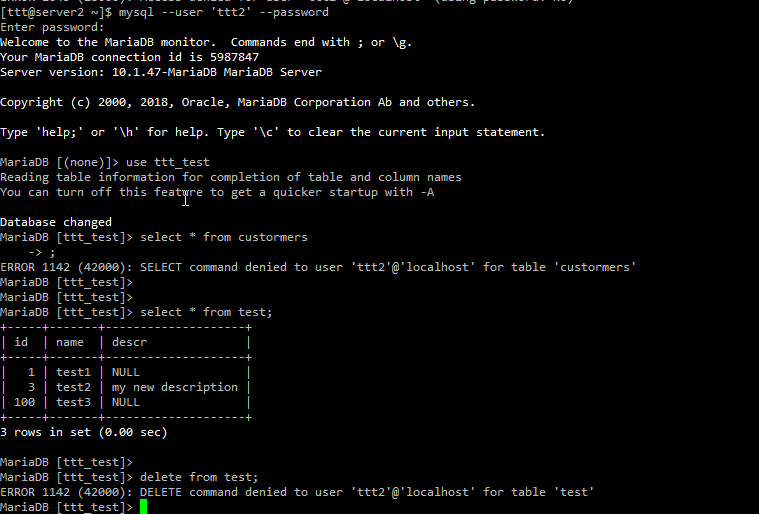 [ttt@server2 ~]$ mysql --user 'ttt2' --password
Enter password:
Welcome to the MariaDB monitor.  Commands end with ; or \g.
Your MariaDB connection id is 5987847
Server version: 10.1.47-MariaDB MariaDB Server
Copyright (c) 2000, 2018, Oracle, MariaDB Corporation Ab and others.
Type 'help;' or '\h' for help. Type '\c' to clear the current input statement.
MariaDB [(none)]> use ttt_test
Reading table information for completion of table and column names
You can turn off this feature to get a quicker startup with -A
Database changed
MariaDB [ttt_test]> select * from custormers
    -> ;
ERROR 1142 (42000): SELECT command denied to user 'ttt2'@'localhost' for table 'custormers'
MariaDB [ttt_test]>
MariaDB [ttt_test]>
MariaDB [ttt_test]> select * from test;
+-----+-------+--------------------+
| id  | name  | descr              |
+-----+-------+--------------------+
|   1 | test1 | NULL               |
|   3 | test2 | my new description |
| 100 | test3 | NULL               |
+-----+-------+--------------------+
3 rows in set (0.00 sec)
MariaDB [ttt_test]>
MariaDB [ttt_test]> delete from test;
ERROR 1142 (42000): DELETE command denied to user 'ttt2'@'localhost' for table 'test'
MariaDB [ttt_test]>